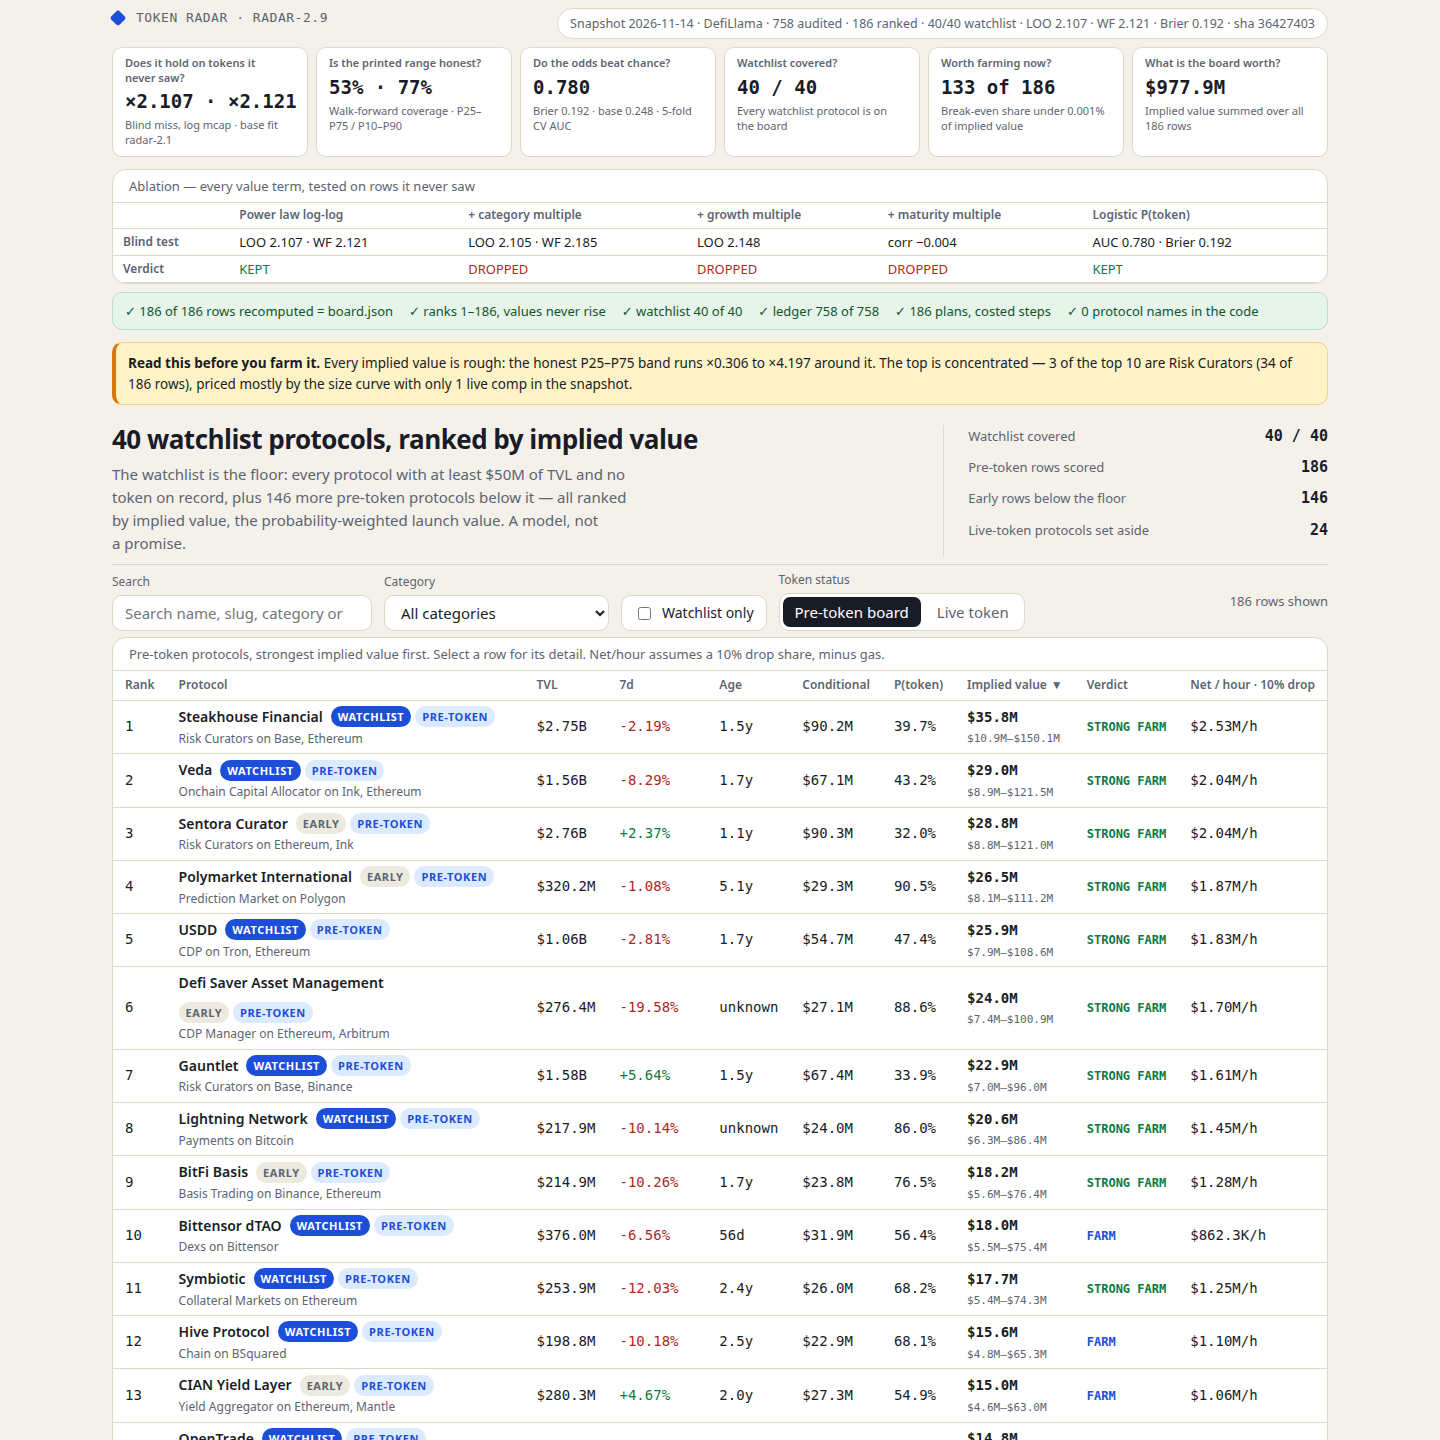 TOKEN RADAR · RADAR-2.9
Snapshot 2026-11-14 · DefiLlama · 758 audited · 186 ranked · 40/40 watchlist · LOO 2.107 · WF 2.121 · Brier 0.192 · sha 36427403
Does it hold on tokens it
never saw?
×2.107 · ×2.121
Blind miss, log mcap · base fit
radar-2.1
Is the printed range honest?
53% · 77%
Walk-forward coverage · P25–
P75 / P10–P90
Do the odds beat chance?
0.780
Brier 0.192 · base 0.248 · 5-fold
CV AUC
Watchlist covered?
40 / 40
Every watchlist protocol is on
the board
Worth farming now?
133 of 186
Break-even share under 0.001%
of implied value
What is the board worth?
$977.9M
Implied value summed over all
186 rows
Ablation — every value term, tested on rows it never saw
Power law log-log + category multiple + growth multiple + maturity multiple Logistic P(token)
Blind test LOO 2.107 · WF 2.121 LOO 2.105 · WF 2.185 LOO 2.148 corr −0.004 AUC 0.780 · Brier 0.192
Verdict KEPT DROPPED DROPPED DROPPED KEPT
✓ 186 of 186 rows recomputed = board.json ✓ ranks 1–186, values never rise ✓ watchlist 40 of 40 ✓ ledger 758 of 758 ✓ 186 plans, costed steps ✓ 0 protocol names in the code
Read this before you farm it. Every implied value is rough: the honest P25–P75 band runs ×0.306 to ×4.197 around it. The top is concentrated — 3 of the top 10 are Risk Curators (34 of
186 rows), priced mostly by the size curve with only 1 live comp in the snapshot.
40 watchlist protocols, ranked by implied value
The watchlist is the floor: every protocol with at least $50M of TVL and no
token on record, plus 146 more pre-token protocols below it — all ranked
by implied value, the probability-weighted launch value. A model, not
a promise.
Watchlist covered 40 / 40
Pre-token rows scored 186
Early rows below the floor 146
Live-token protocols set aside 24
Search
Search name, slug, category or
Category
All categories
Watchlist only
Token status
Pre-token board Live token
186 rows shown
Pre-token protocols, strongest implied value first. Select a row for its detail. Net/hour assumes a 10% drop share, minus gas.
Rank Protocol TVL 7d Age Conditional P(token) Implied value ▼ Verdict Net / hour · 10% drop
1 Steakhouse Financial WATCHLIST PRE-TOKEN $2.75B -2.19% 1.5y $90.2M 39.7% $35.8M STRONG FARM $2.53M/h
Risk Curators on Base, Ethereum $10.9M–$150.1M
2 Veda WATCHLIST PRE-TOKEN $1.56B -8.29% 1.7y $67.1M 43.2% $29.0M STRONG FARM $2.04M/h
Onchain Capital Allocator on Ink, Ethereum $8.9M–$121.5M
3 Sentora Curator EARLY PRE-TOKEN $2.76B +2.37% 1.1y $90.3M 32.0% $28.8M STRONG FARM $2.04M/h
Risk Curators on Ethereum, Ink $8.8M–$121.0M
4 Polymarket International EARLY PRE-TOKEN $320.2M -1.08% 5.1y $29.3M 90.5% $26.5M STRONG FARM $1.87M/h
Prediction Market on Polygon $8.1M–$111.2M
5 USDD WATCHLIST PRE-TOKEN $1.06B -2.81% 1.7y $54.7M 47.4% $25.9M STRONG FARM $1.83M/h
CDP on Tron, Ethereum $7.9M–$108.6M
6 Defi Saver Asset Management EARLY PRE-TOKEN $276.4M -19.58% unknown $27.1M 88.6% $24.0M STRONG FARM $1.70M/h
CDP Manager on Ethereum, Arbitrum $7.4M–$100.9M
7 Gauntlet WATCHLIST PRE-TOKEN $1.58B +5.64% 1.5y $67.4M 33.9% $22.9M STRONG FARM $1.61M/h
Risk Curators on Base, Binance $7.0M–$96.0M
8 Lightning Network WATCHLIST PRE-TOKEN $217.9M -10.14% unknown $24.0M 86.0% $20.6M STRONG FARM $1.45M/h
Payments on Bitcoin $6.3M–$86.4M
9 BitFi Basis EARLY PRE-TOKEN $214.9M -10.26% 1.7y $23.8M 76.5% $18.2M STRONG FARM $1.28M/h
Basis Trading on Binance, Ethereum $5.6M–$76.4M
10 Bittensor dTAO WATCHLIST PRE-TOKEN $376.0M -6.56% 56d $31.9M 56.4% $18.0M FARM $862.3K/h
Dexs on Bittensor $5.5M–$75.4M
11 Symbiotic WATCHLIST PRE-TOKEN $253.9M -12.03% 2.4y $26.0M 68.2% $17.7M STRONG FARM $1.25M/h
Collateral Markets on Ethereum $5.4M–$74.3M
12 Hive Protocol WATCHLIST PRE-TOKEN $198.8M -10.18% 2.5y $22.9M 68.1% $15.6M FARM $1.10M/h
Chain on BSquared $4.8M–$65.3M
13 CIAN Yield Layer EARLY PRE-TOKEN $280.3M +4.67% 2.0y $27.3M 54.9% $15.0M FARM $1.06M/h
Yield Aggregator on Ethereum, Mantle $4.6M–$63.0M
OpenTrade WATCHLIST PRE-TOKEN $14.8M